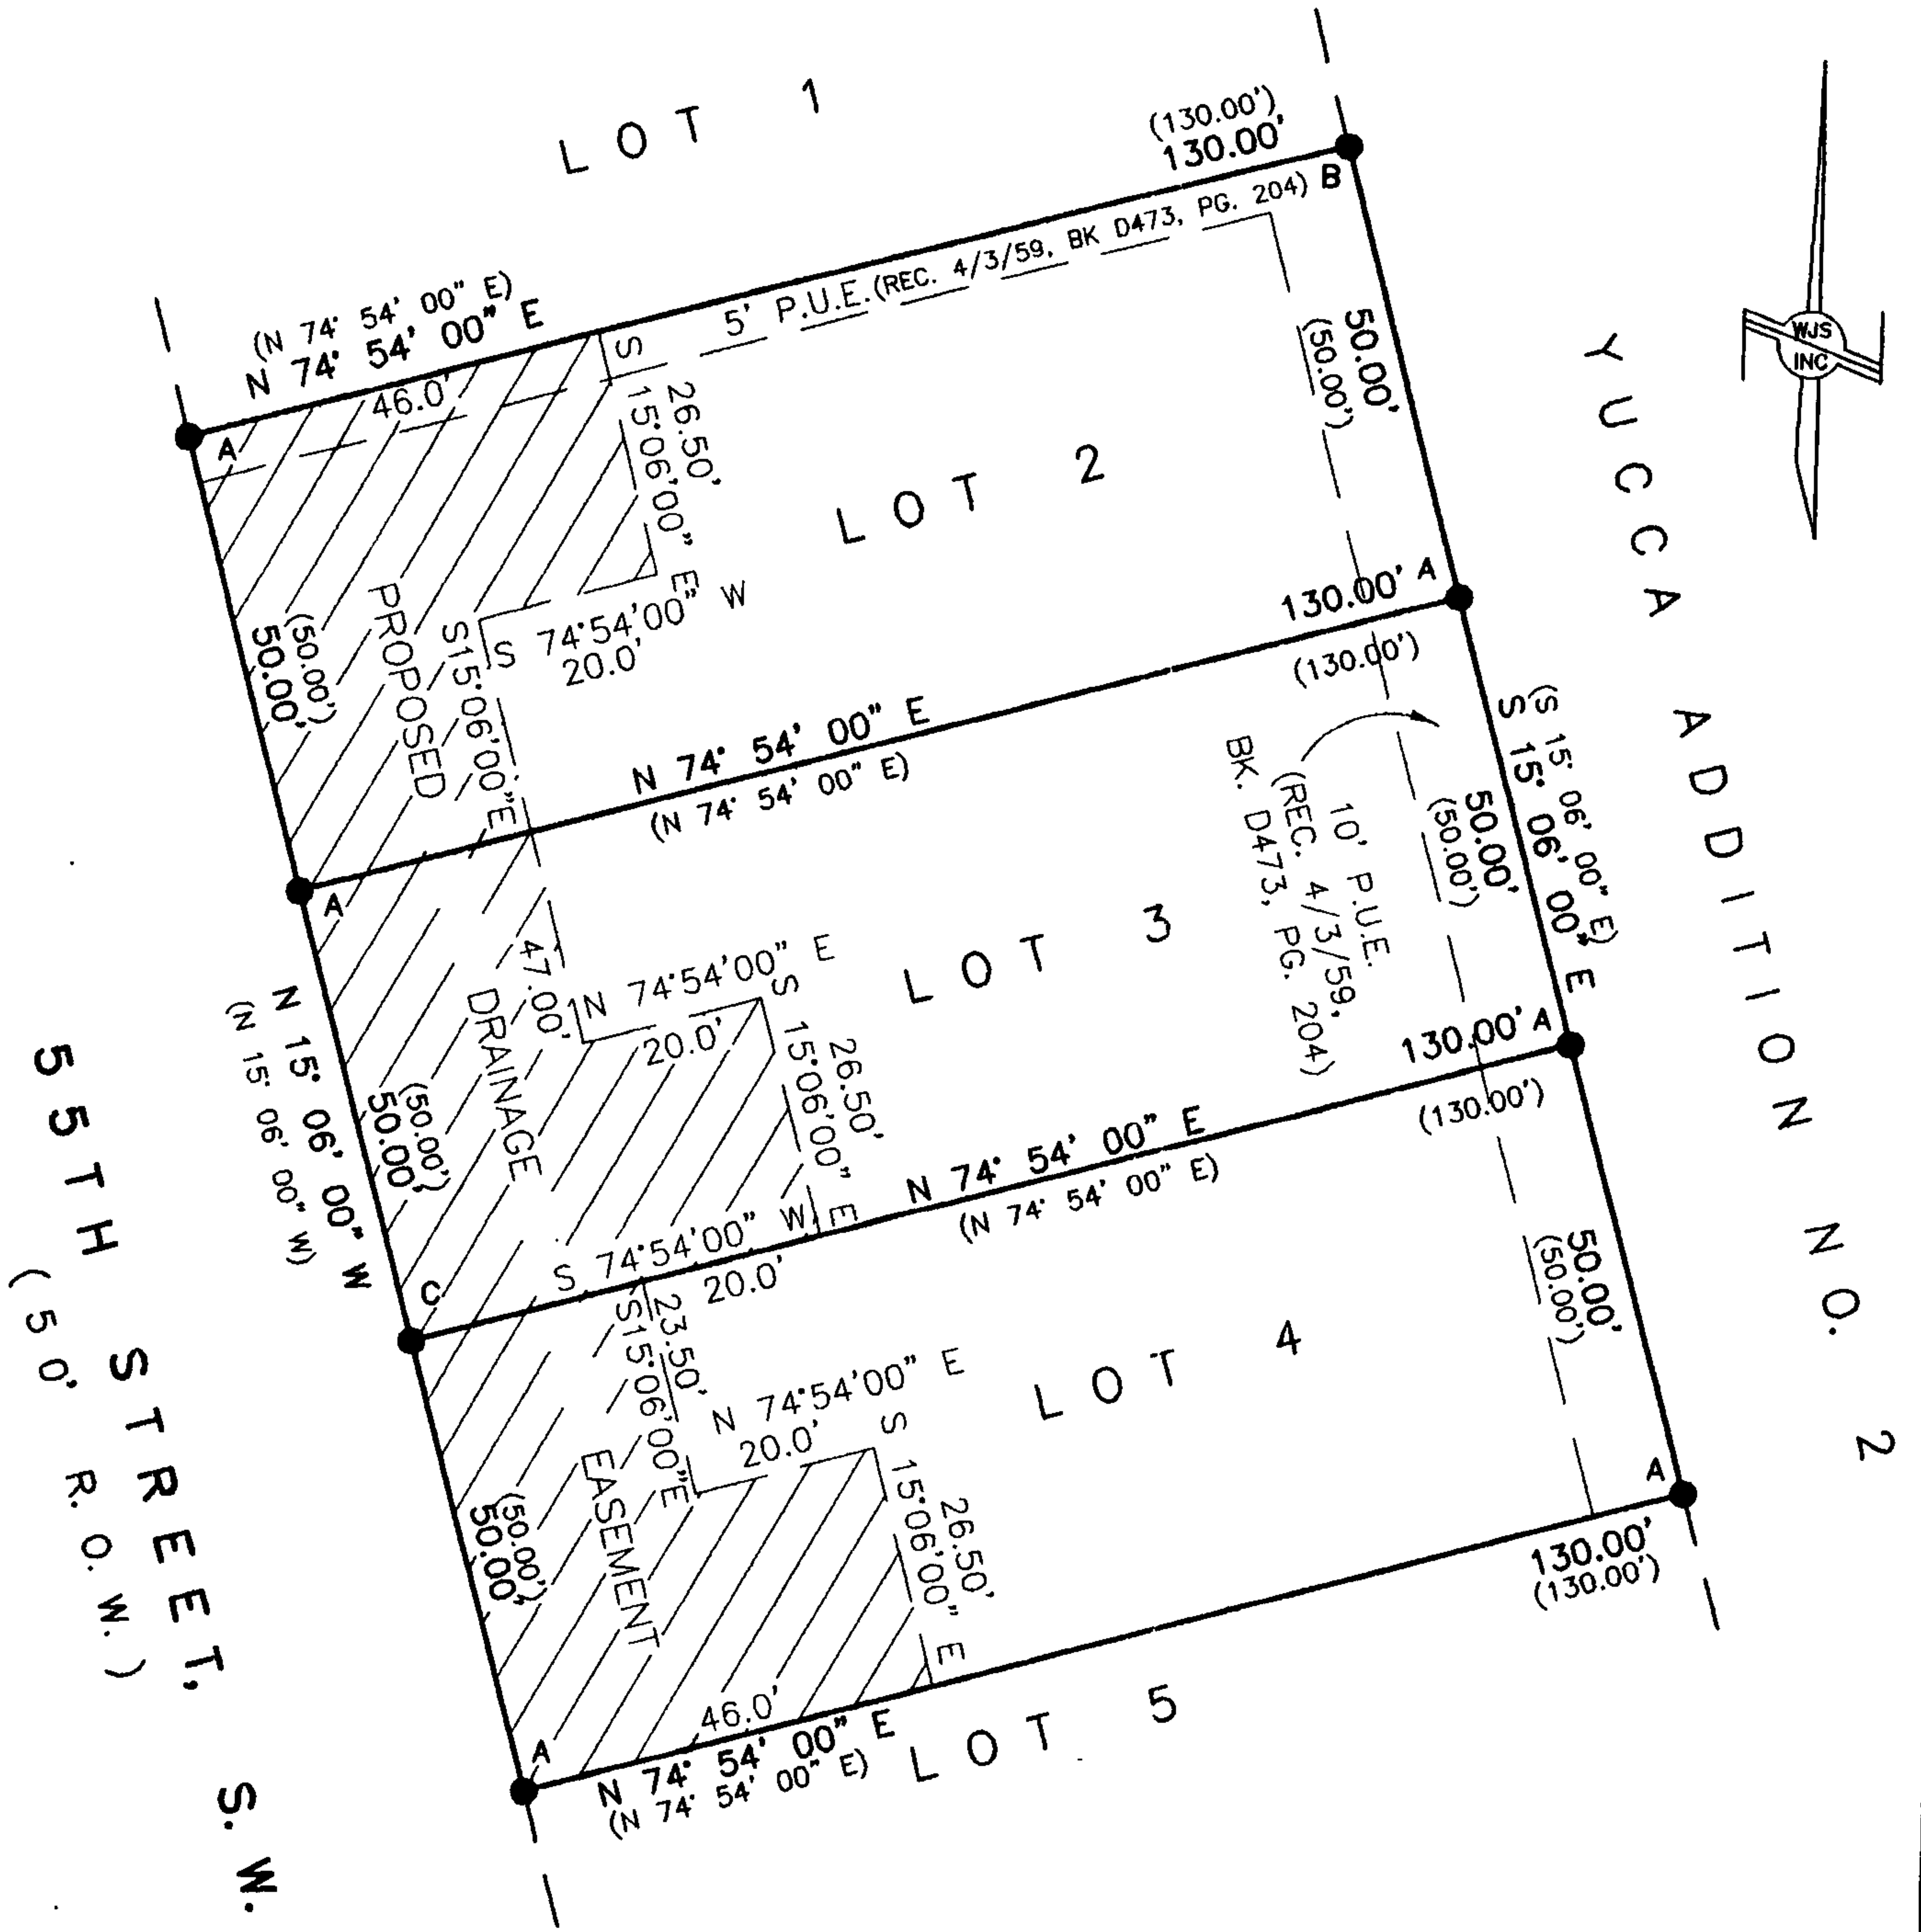 LOT 1
(130.00')
130.00'
B
WJS
INC
(N 74° 54' 00" E)
N 74° 54' 00" E
5' P.U.E. (REC. 4/3/59, BK D473, PG. 204)
A
46.0'
S 15°06'00" E
26.50'
50.00'
(50.00')
YUCCA ADDITION NO. 2
LOT 2
S 74°54'00" W
20.0'
130.00'
A
(130.00')
(50.00')
50.00'
PROPOSED
S15°06'00"E
N 74° 54' 00" E
(N 74° 54' 00" E)
A
(S 15° 06' 00" E)
S 15° 06' 00" E
50.00'
(50.00')
10' P.U.E.
(REC. 4/3/59,
BK. D473, PG. 204)
LOT 3
47.00'
DRAINAGE
N 74°54'00" E
20.0'
S 15°06'00" E
26.50'
130.00'
A
(130.00')
N 15° 06' 00" W
(N 15° 06' 00" W)
(50.00')
50.00'
N 74° 54' 00" E
(N 74° 54' 00" E)
S 74°54'00" W
20.0'
C
50.00'
(50.00')
LOT 4
23.50'
S15°06'00"E
N 74°54'00" E
20.0'
S 15°06'00" E
26.50'
EASEMENT
(50.00')
50.00'
A
130.00'
(130.00')
46.0'
A
N 74° 54' 00" E
(N 74° 54' 00" E)
LOT 5
55TH STREET, S.W.
(50' R.O.W.)